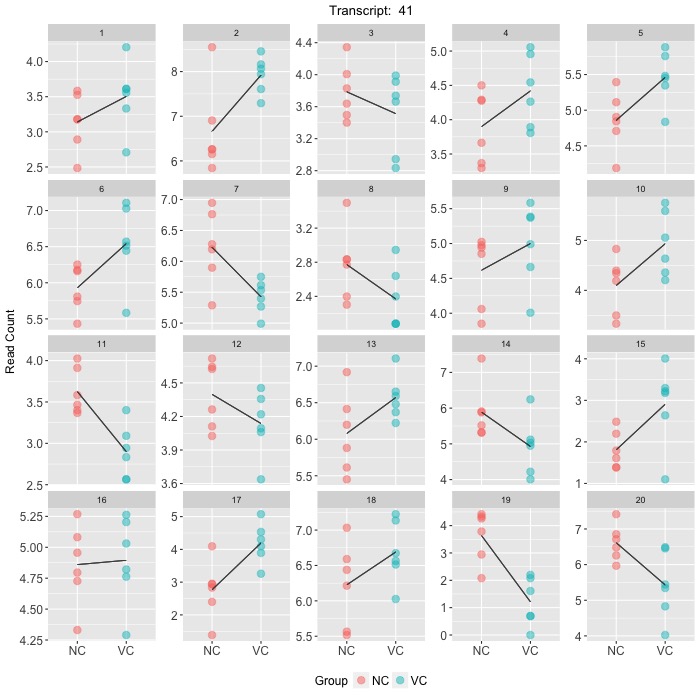 Transcript: 41
1 2 3 4 5
4.0 3.5 3.0 2.5
8 7 6
4.4 4.0 3.6 3.2 2.8
5.0 4.5 4.0 3.5
5.5 5.0 4.5
6 7 8 9 10
7.0 6.5 6.0 5.5
7.0 6.5 6.0 5.5 5.0
3.2 2.8 2.4
5.5 5.0 4.5 4.0
5 4
Read Count
11 12 13 14 15
4.0 3.5 3.0 2.5
4.5 4.2 3.9 3.6
7.0 6.5 6.0 5.5
7 6 5 4
4 3 2 1
16 17 18 19 20
5.25 5.00 4.75 4.50 4.25
5 4 3 2
7.0 6.5 6.0 5.5
4 3 2 1 0
7 6 5 4
NC VC NC VC NC VC NC VC NC VC
Group NC VC